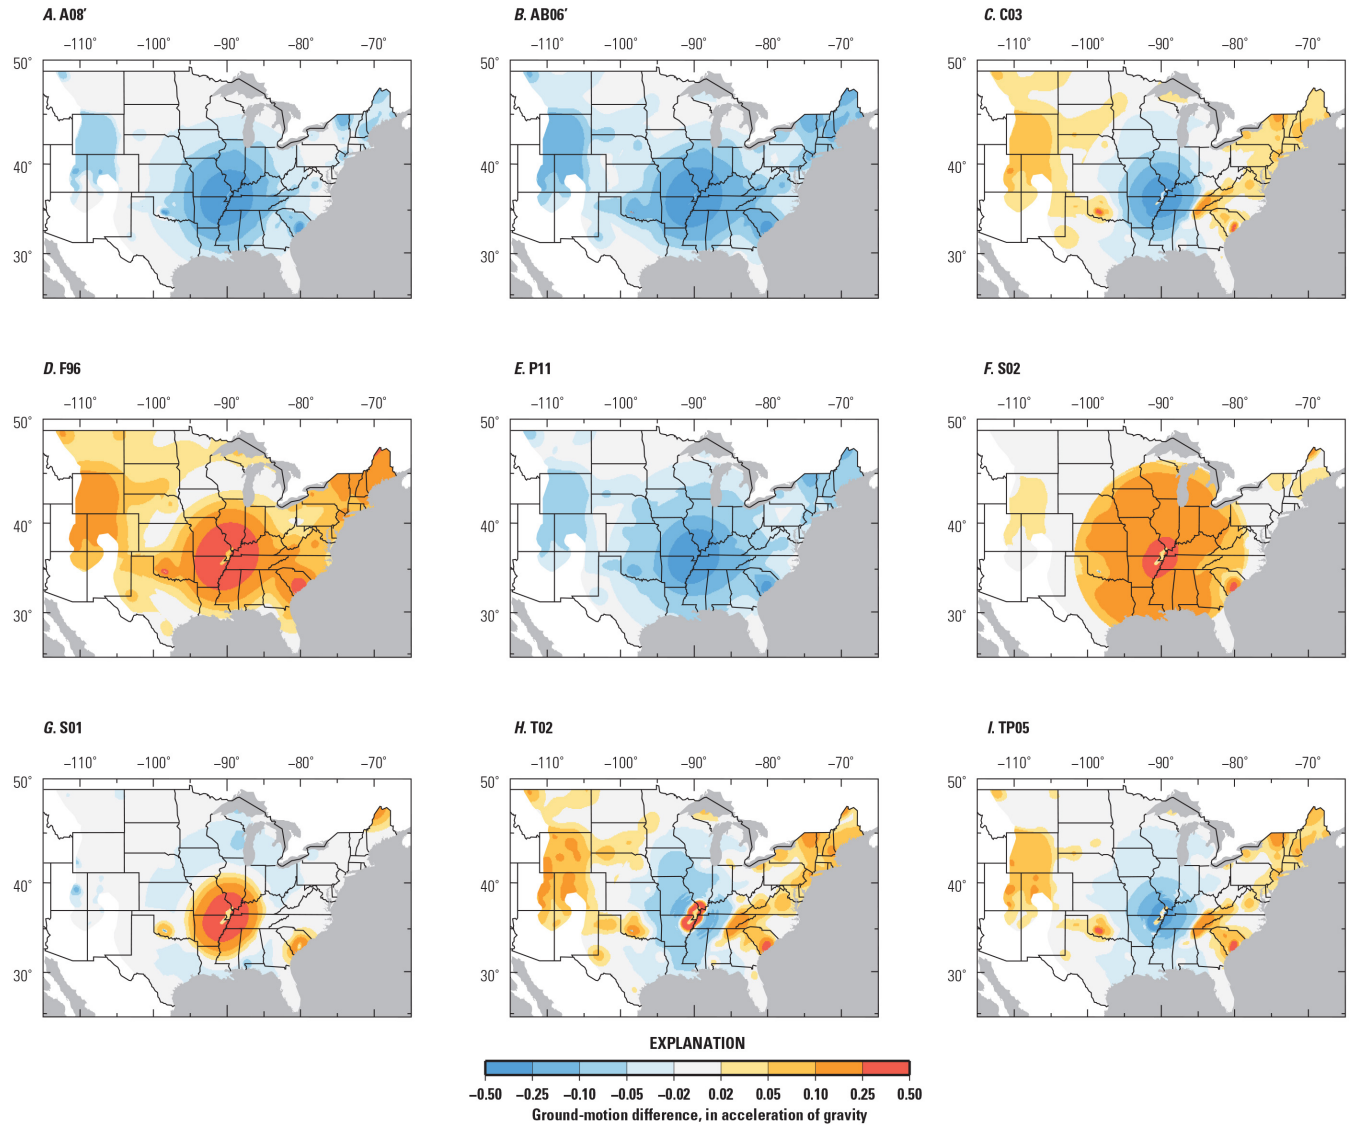 A. A08′
B. AB06′
C. C03
−110° −100° −90° −80° −70°
−110° −100° −90° −80° −70°
−110° −100° −90° −80° −70°
50°
40°
30°
50°
40°
30°
50°
40°
30°
D. F96
E. P11
F. S02
−110° −100° −90° −80° −70°
−110° −100° −90° −80° −70°
−110° −100° −90° −80° −70°
50°
40°
30°
50°
40°
30°
50°
40°
30°
G. S01
H. T02
I. TP05
−110° −100° −90° −80° −70°
−110° −100° −90° −80° −70°
−110° −100° −90° −80° −70°
50°
40°
30°
50°
40°
30°
50°
40°
30°
EXPLANATION
−0.50 −0.25 −0.10 −0.05 −0.02 0.02 0.05 0.10 0.25 0.50
Ground-motion difference, in acceleration of gravity